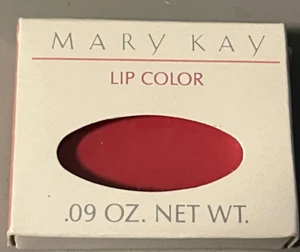 MARY KAY
LIP COLOR
.09 OZ. NET WT.